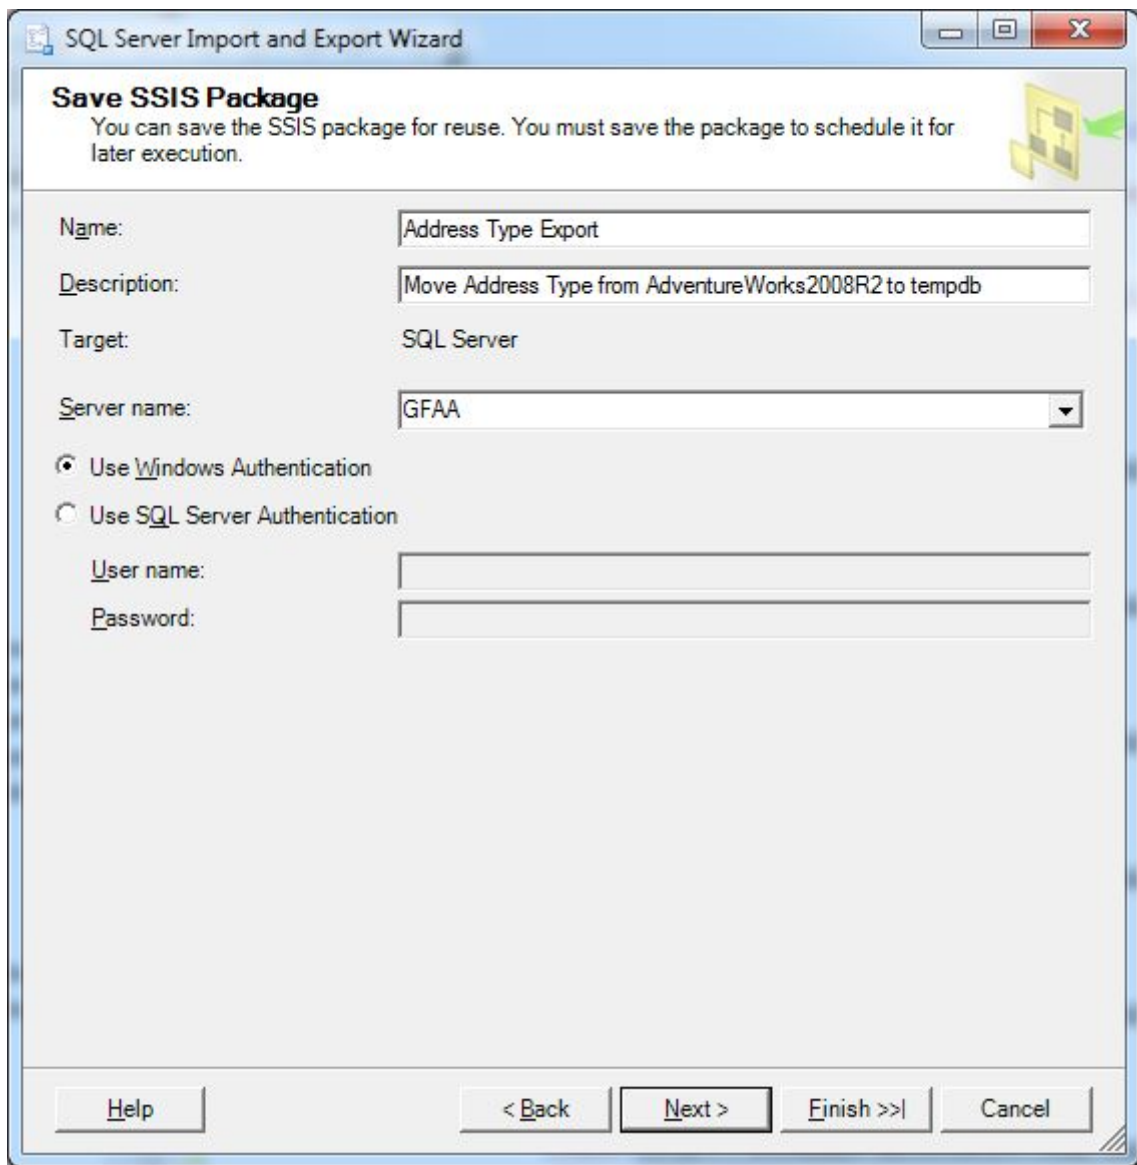 SQL Server Import and Export Wizard
Save SSIS Package
You can save the SSIS package for reuse. You must save the package to schedule it for
later execution.
Name:
Address Type Export
Description:
Move Address Type from AdventureWorks2008R2 to tempdb
Target:
SQL Server
Server name:
GFAA
Use Windows Authentication
Use SQL Server Authentication
User name:
Password:
Help
< Back
Next >
Finish >>|
Cancel